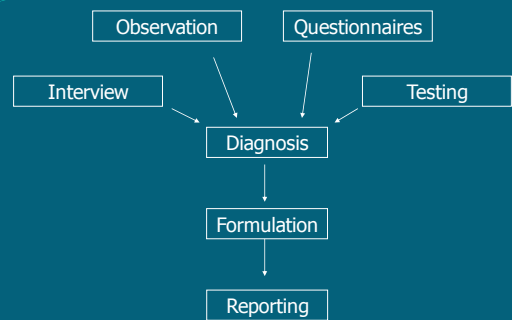 Observation
Questionnaires
Interview
Testing
Diagnosis
Formulation
Reporting